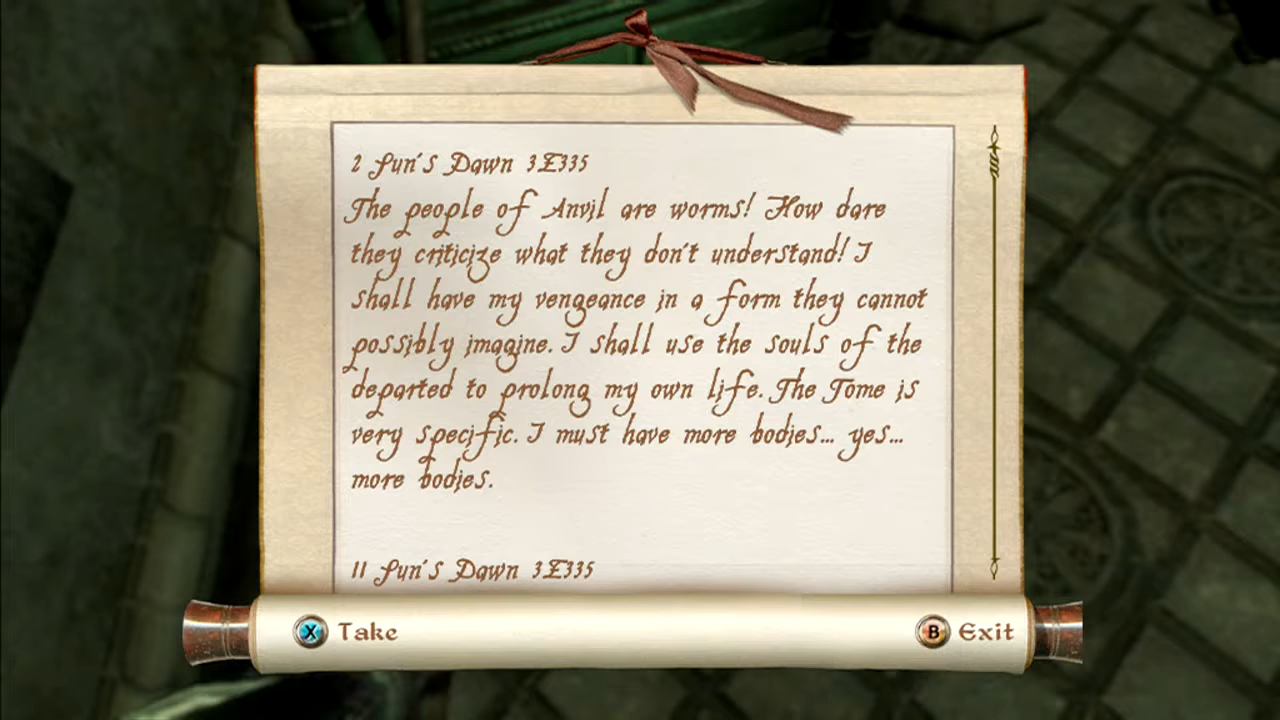 2 Sun's Dawn 3E335
The people of Anvil are worms! How dare
they criticize what they don't understand! I
shall have my vengeance in a form they cannot
possibly imagine. I shall use the souls of the
departed to prolong my own life. The Tome is
very specific. I must have more bodies... yes...
more bodies.
11 Sun's Dawn 3E335
X Take
B Exit